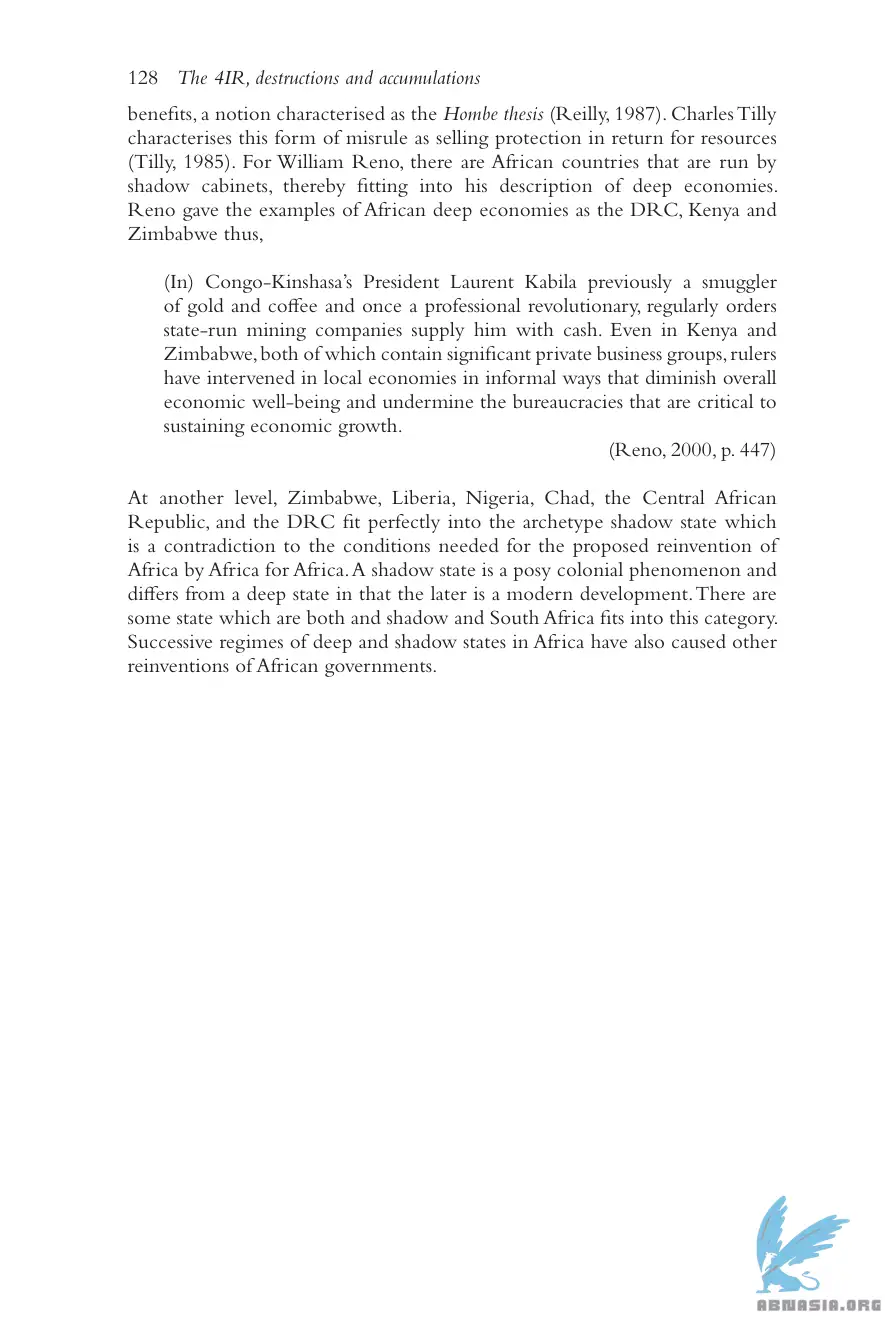 128 The 4IR, destructions and accumulations
benefits, a notion characterised as the Hombe thesis (Reilly, 1987). Charles Tilly
characterises this form of misrule as selling protection in return for resources
(Tilly, 1985). For William Reno, there are African countries that are run by
shadow cabinets, thereby fitting into his description of deep economies.
Reno gave the examples of African deep economies as the DRC, Kenya and
Zimbabwe thus,
(In) Congo-Kinshasa's President Laurent Kabila previously a smuggler
of gold and coffee and once a professional revolutionary, regularly orders
state-run mining companies supply him with cash. Even in Kenya and
Zimbabwe, both of which contain significant private business groups, rulers
have intervened in local economies in informal ways that diminish overall
economic well-being and undermine the bureaucracies that are critical to
sustaining economic growth.
(Reno, 2000, p. 447)
At another level, Zimbabwe, Liberia, Nigeria, Chad, the Central African
Republic, and the DRC fit perfectly into the archetype shadow state which
is a contradiction to the conditions needed for the proposed reinvention of
Africa by Africa for Africa. A shadow state is a posy colonial phenomenon and
differs from a deep state in that the later is a modern development. There are
some state which are both and shadow and South Africa fits into this category.
Successive regimes of deep and shadow states in Africa have also caused other
reinventions of African governments.
ABNASIA.ORG